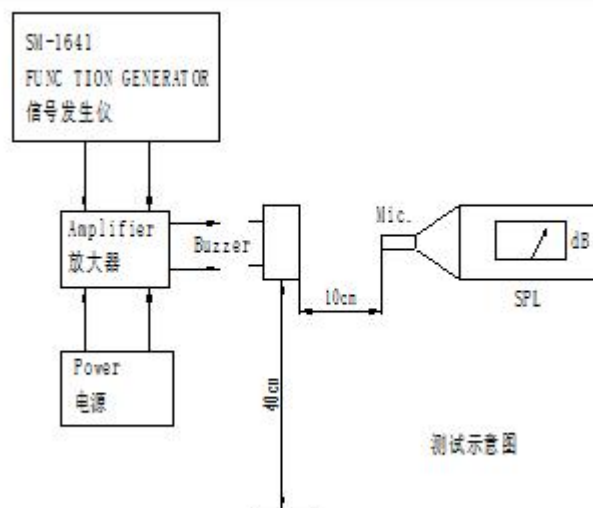 SM-1641
FUNC TION GENERATOR
信号发生仪
Amplifier
放大器
Buzzer
Mic.
dB
SPL
10cm
Power
电源
40cm
测试示意图